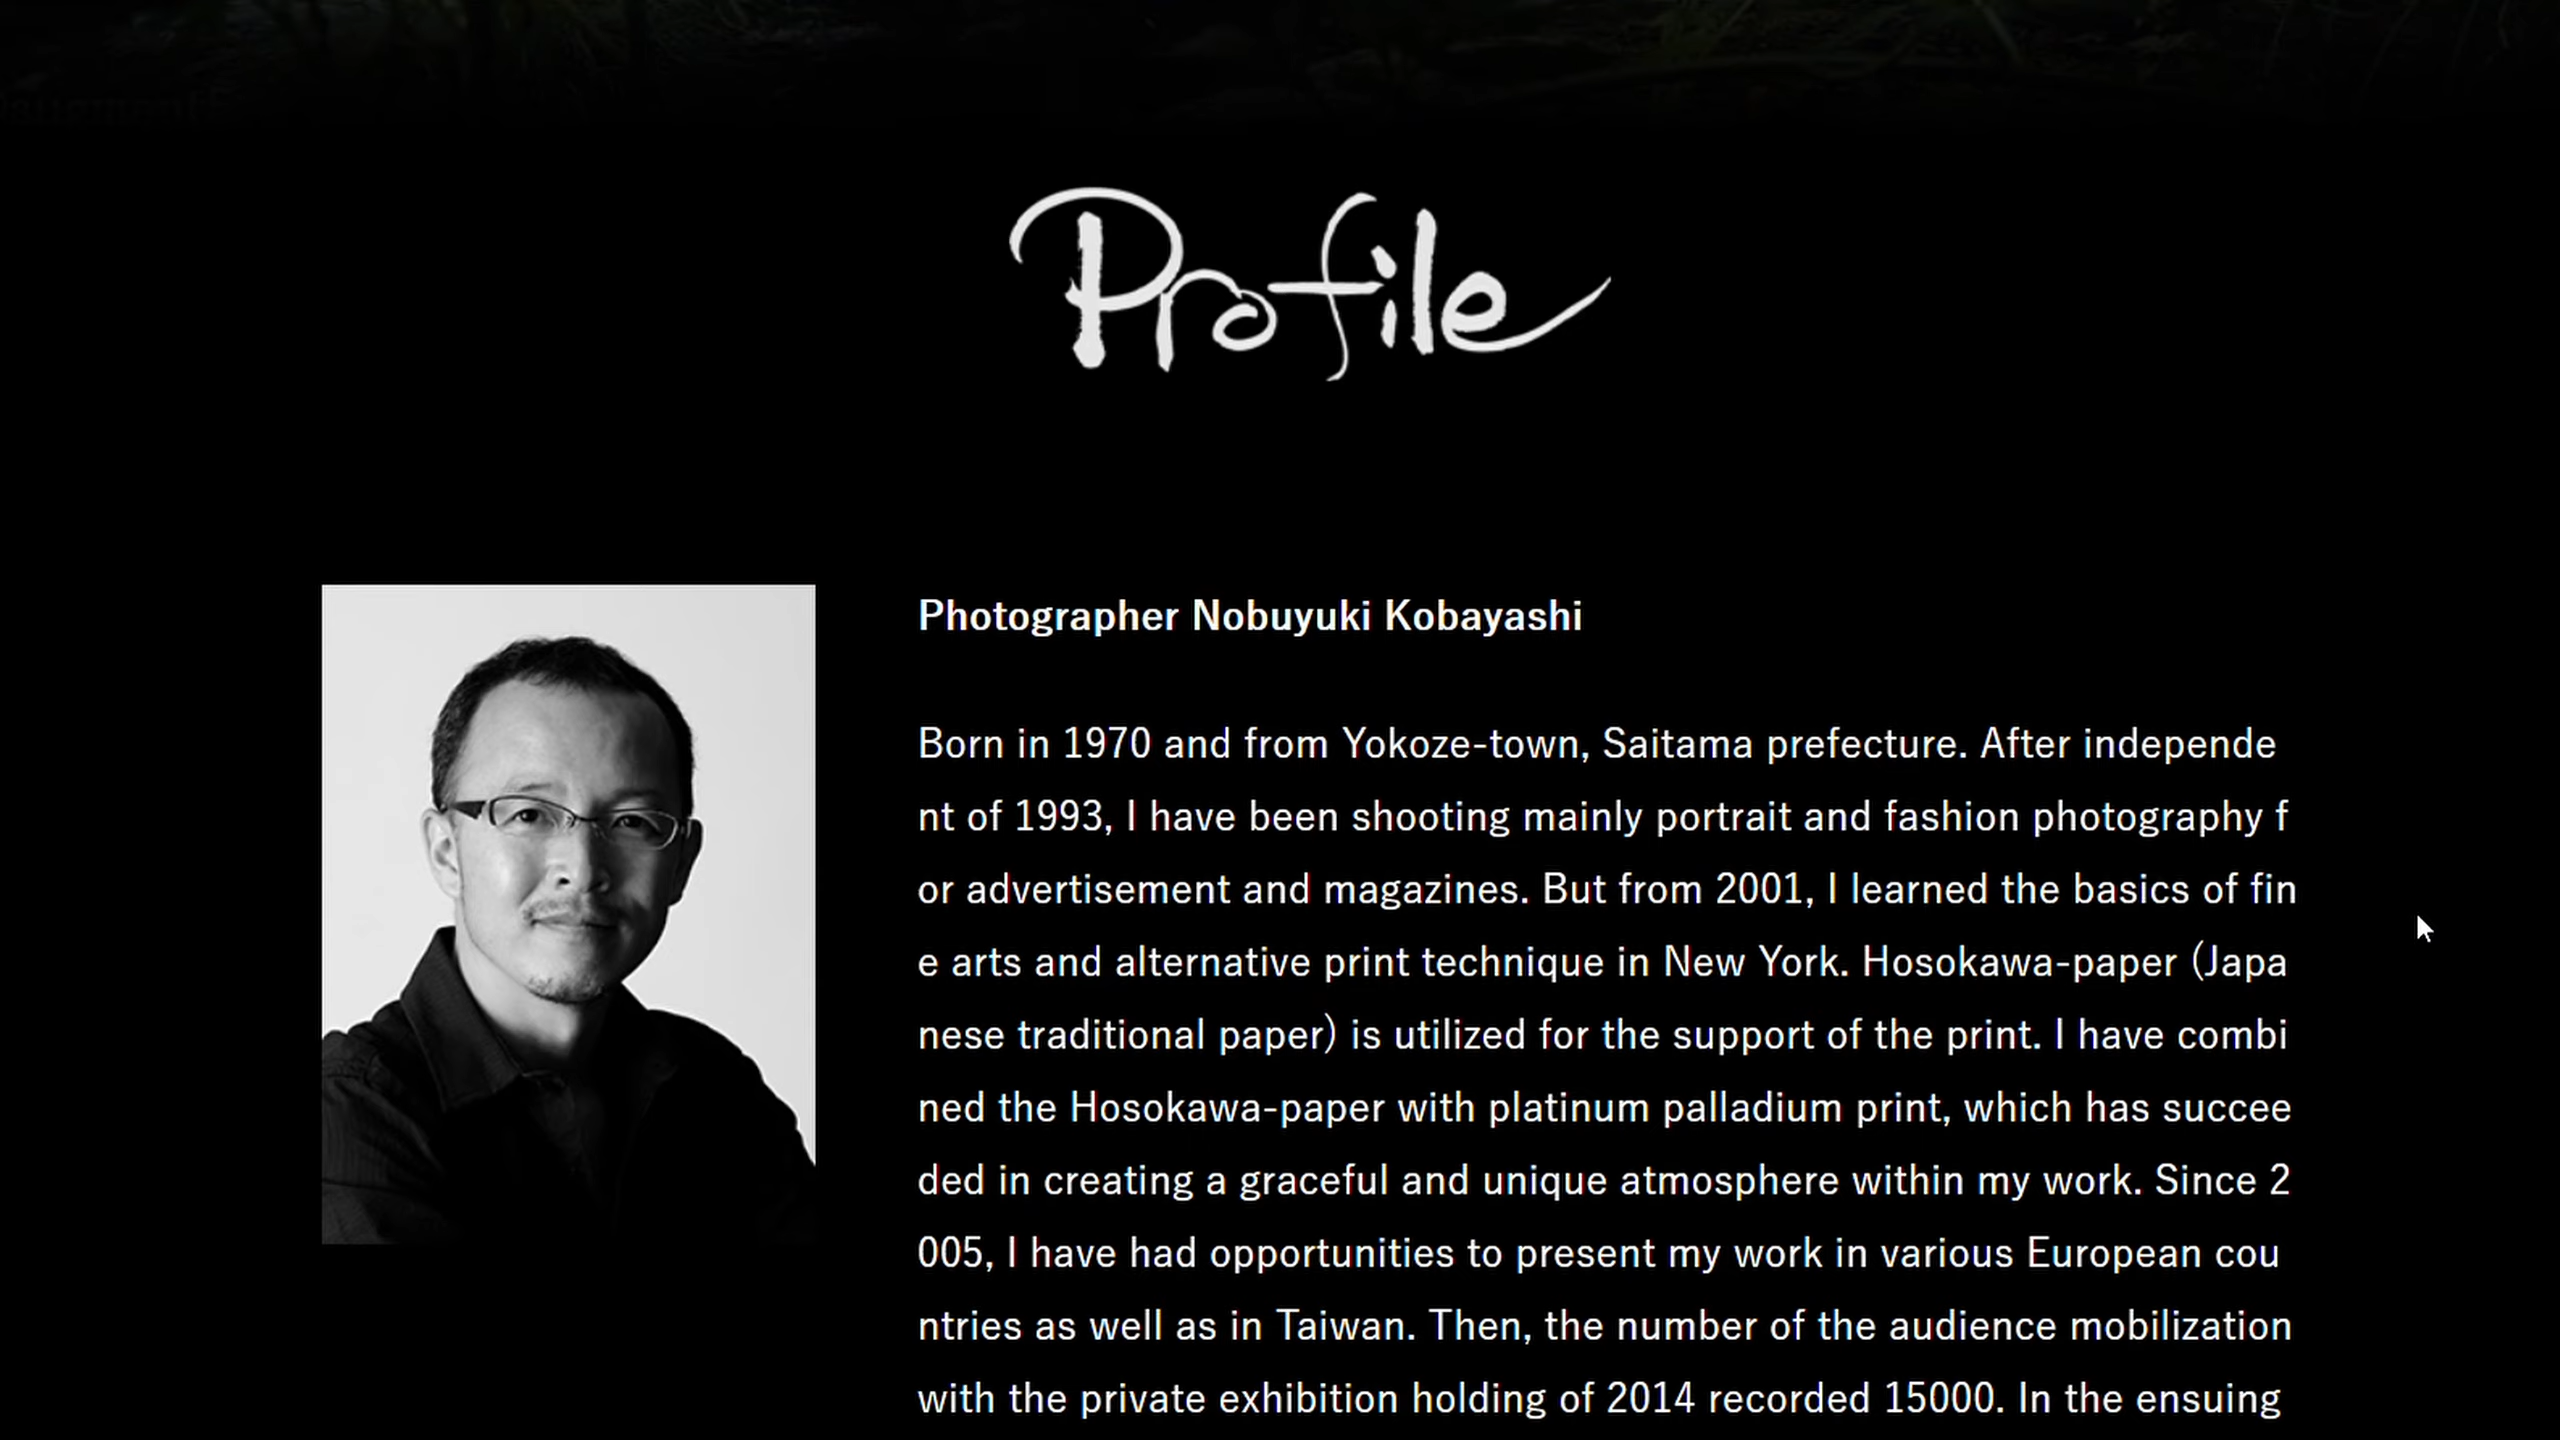 Profile
Photographer Nobuyuki Kobayashi
Born in 1970 and from Yokoze-town, Saitama prefecture. After independe
nt of 1993, I have been shooting mainly portrait and fashion photography f
or advertisement and magazines. But from 2001, I learned the basics of fin
e arts and alternative print technique in New York. Hosokawa-paper (Japa
nese traditional paper) is utilized for the support of the print. I have combi
ned the Hosokawa-paper with platinum palladium print, which has succee
ded in creating a graceful and unique atmosphere within my work. Since 2
005, I have had opportunities to present my work in various European cou
ntries as well as in Taiwan. Then, the number of the audience mobilization
with the private exhibition holding of 2014 recorded 15000. In the ensuing